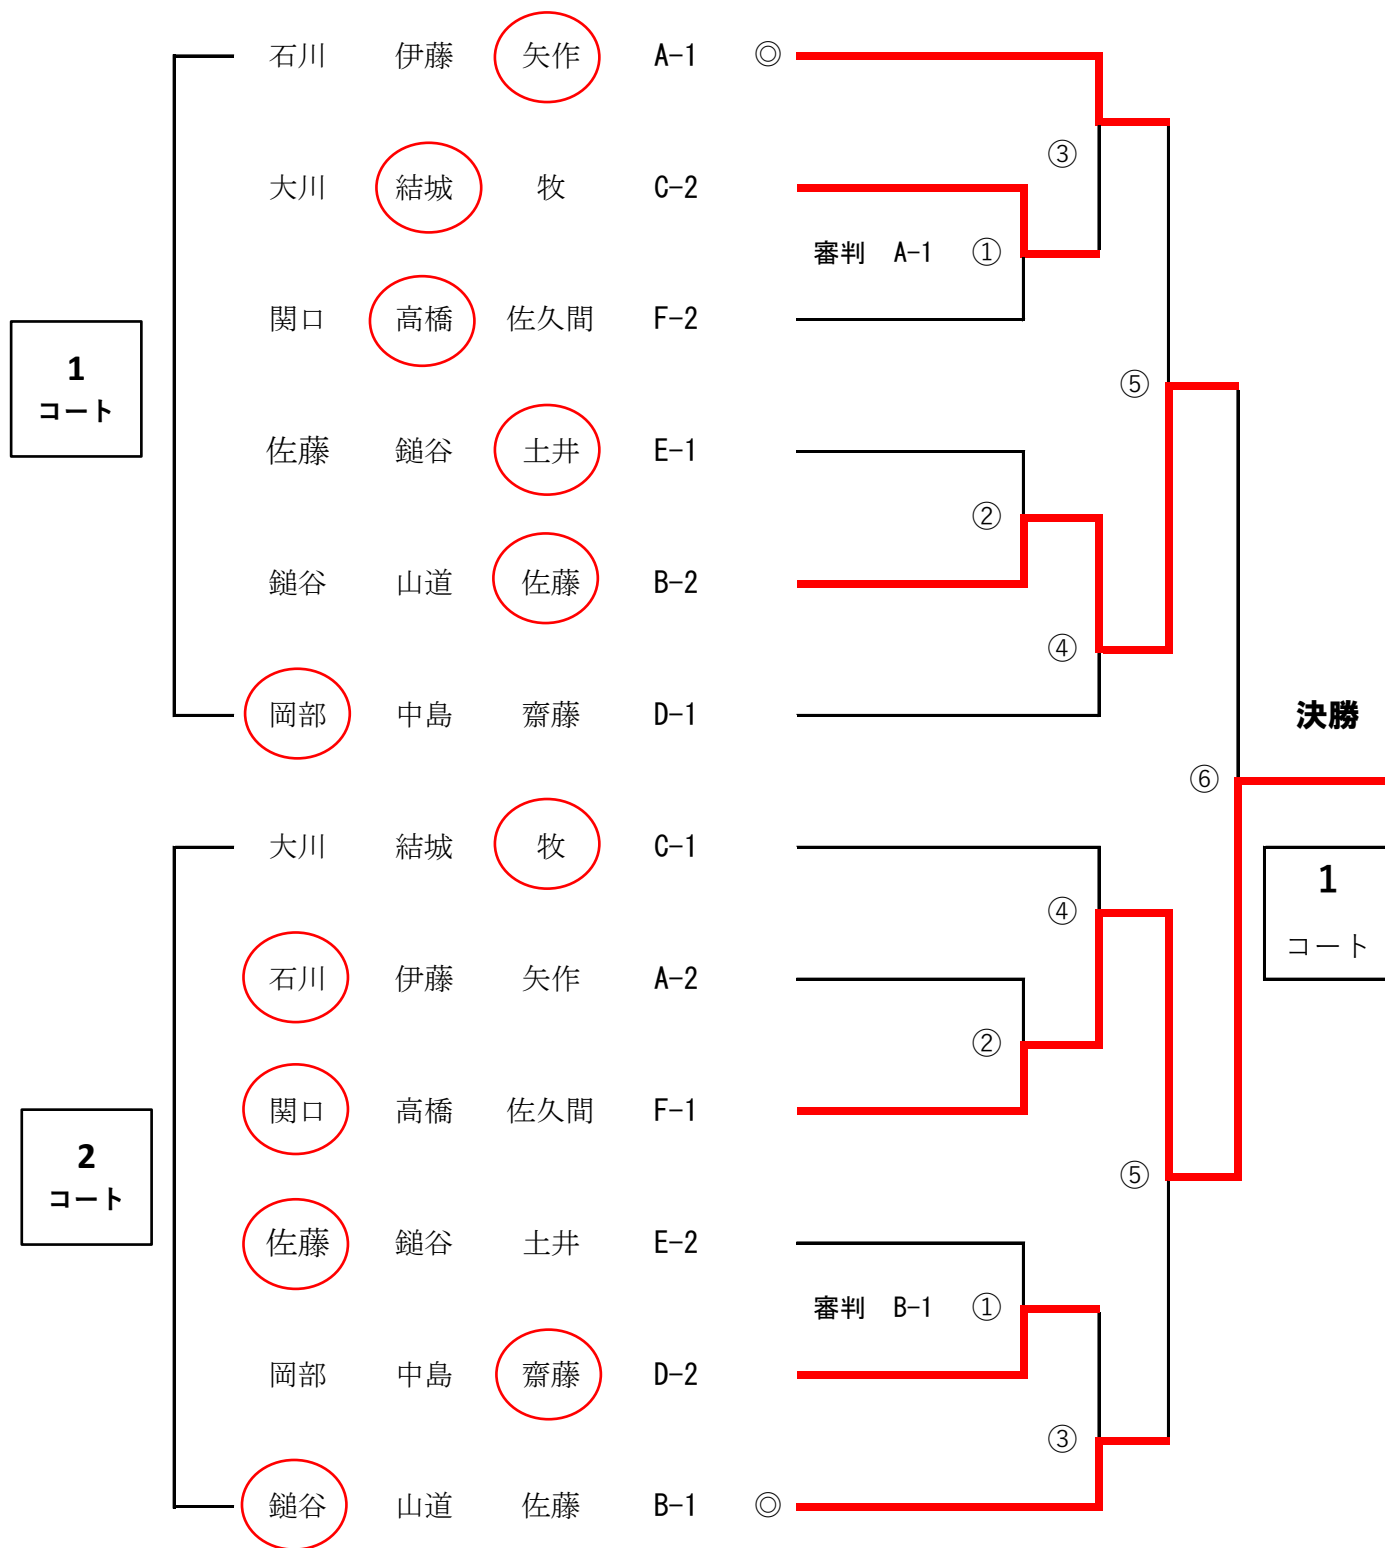 石川 伊藤 矢作 A-1 ◎
③
大川 結城 牧 C-2
審判 A-1 ①
関口 高橋 佐久間 F-2
1
コート
⑤
佐藤 鎚谷 土井 E-1
②
鎚谷 山道 佐藤 B-2
④
岡部 中島 齋藤 D-1
決勝
⑥
大川 結城 牧 C-1
1
コート
④
石川 伊藤 矢作 A-2
②
関口 高橋 佐久間 F-1
2
コート
⑤
佐藤 鎚谷 土井 E-2
審判 B-1 ①
岡部 中島 齋藤 D-2
③
鎚谷 山道 佐藤 B-1 ◎